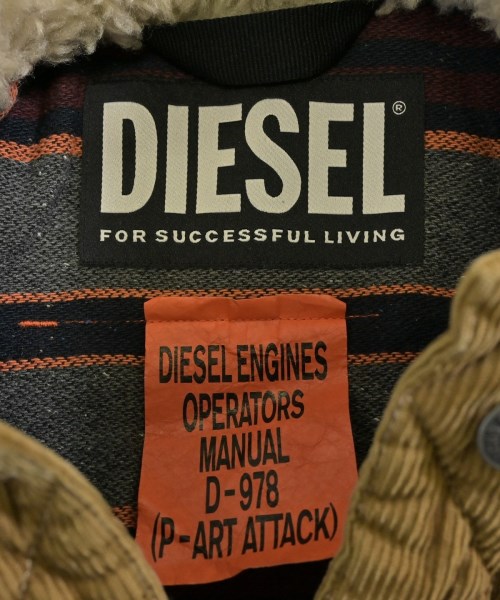 DIESEL®
FOR SUCCESSFUL LIVING
DIESEL ENGINES
OPERATORS
MANUAL
D-978
(P-ART ATTACK)